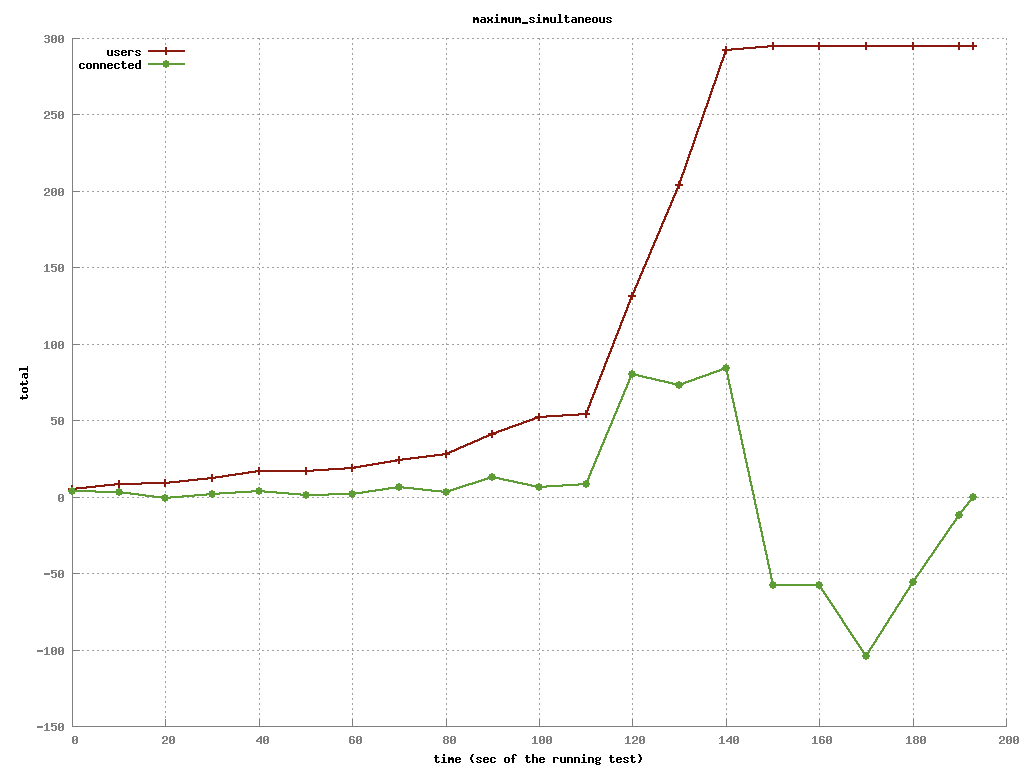 maximum_simultaneous
300
users
connected
250
200
150
100
total
50
0
-50
-100
-150
0 20 40 60 80 100 120 140 160 180 200
time (sec of the running test)